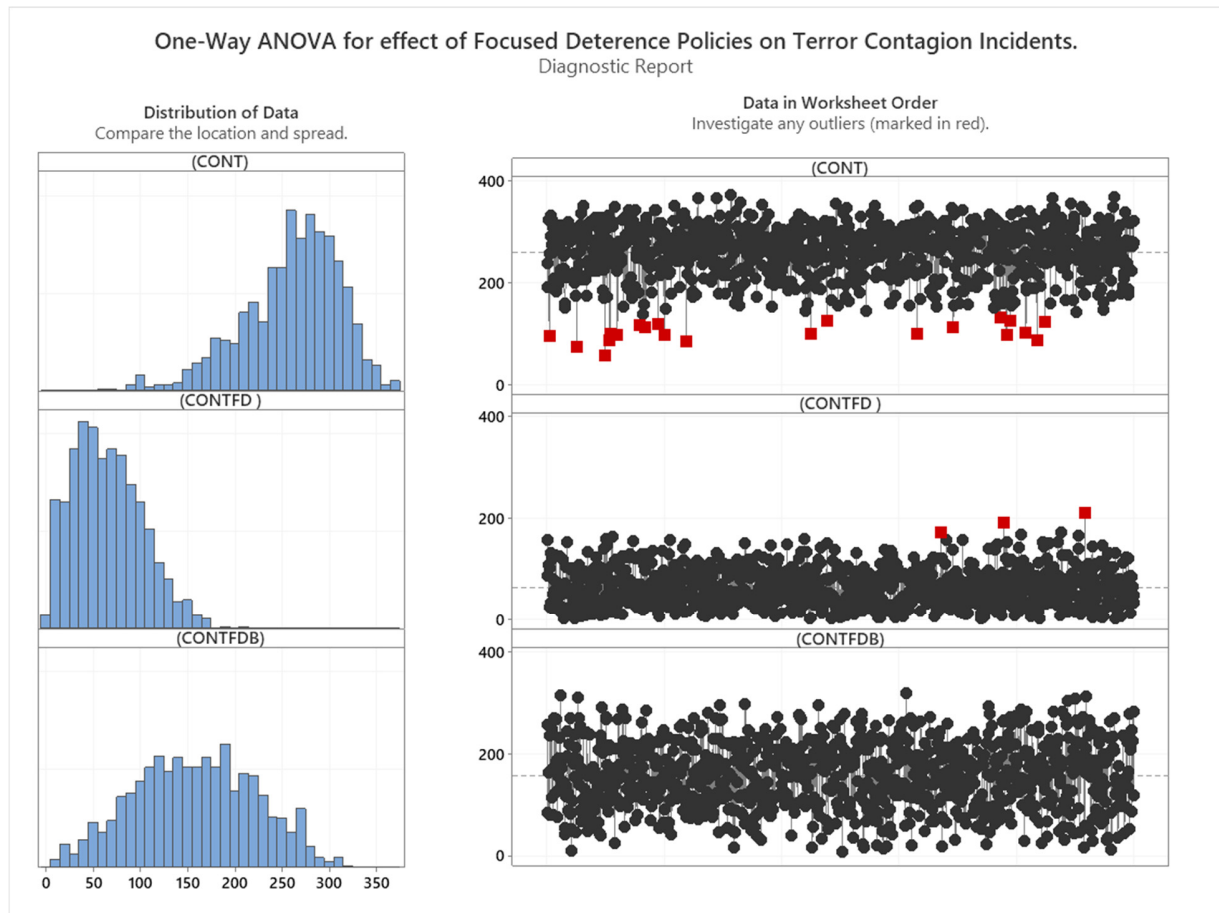 One-Way ANOVA for effect of Focused Deterence Policies on Terror Contagion Incidents.
Diagnostic Report
Distribution of Data
Compare the location and spread.
(CONT)
(CONTFD )
(CONTFDB)
0 50 100 150 200 250 300 350
Data in Worksheet Order
Investigate any outliers (marked in red).
(CONT)
400
200
0
(CONTFD )
400
200
0
(CONTFDB)
400
200
0